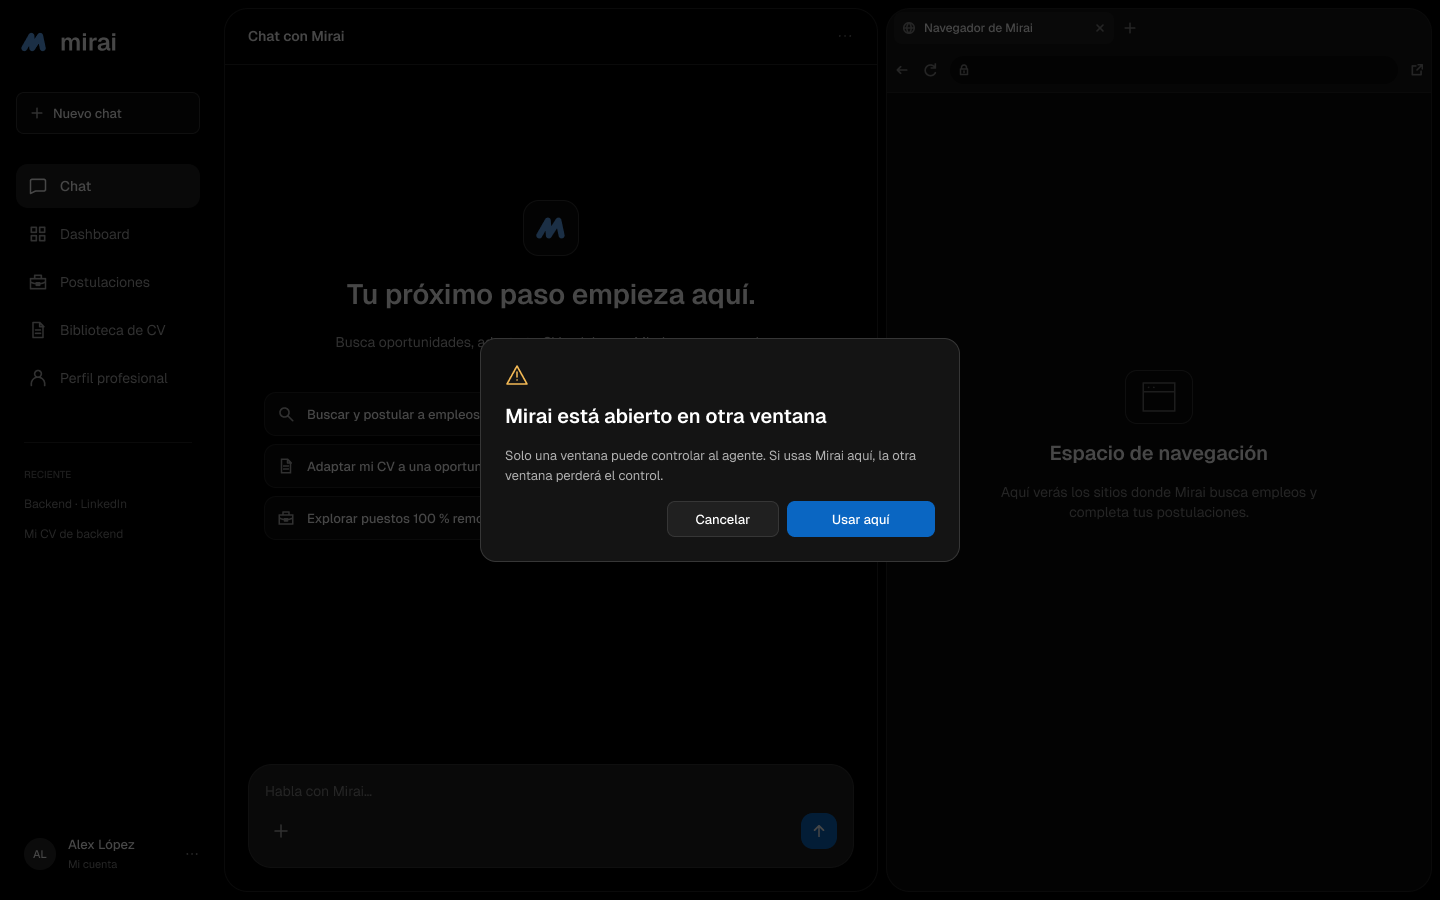 mirai
Nuevo chat
Chat
Dashboard
Postulaciones
Biblioteca de CV
Perfil profesional
RECIENTE
Backend · LinkedIn
Mi CV de backend
AL
Alex López
Mi cuenta
Chat con Mirai
Tu próximo paso empieza aquí.
Busca oportunidades,
Buscar y postular a empleos
Adaptar mi CV a una
Explorar puestos 100 %
Habla con Mirai...
Mirai está abierto en otra ventana
Solo una ventana puede controlar al agente. Si usas Mirai aquí, la otra
ventana perderá el control.
Cancelar
Usar aquí
Navegador de Mirai
Espacio de navegación
Aquí verás los sitios donde Mirai busca empleos y
completa tus postulaciones.